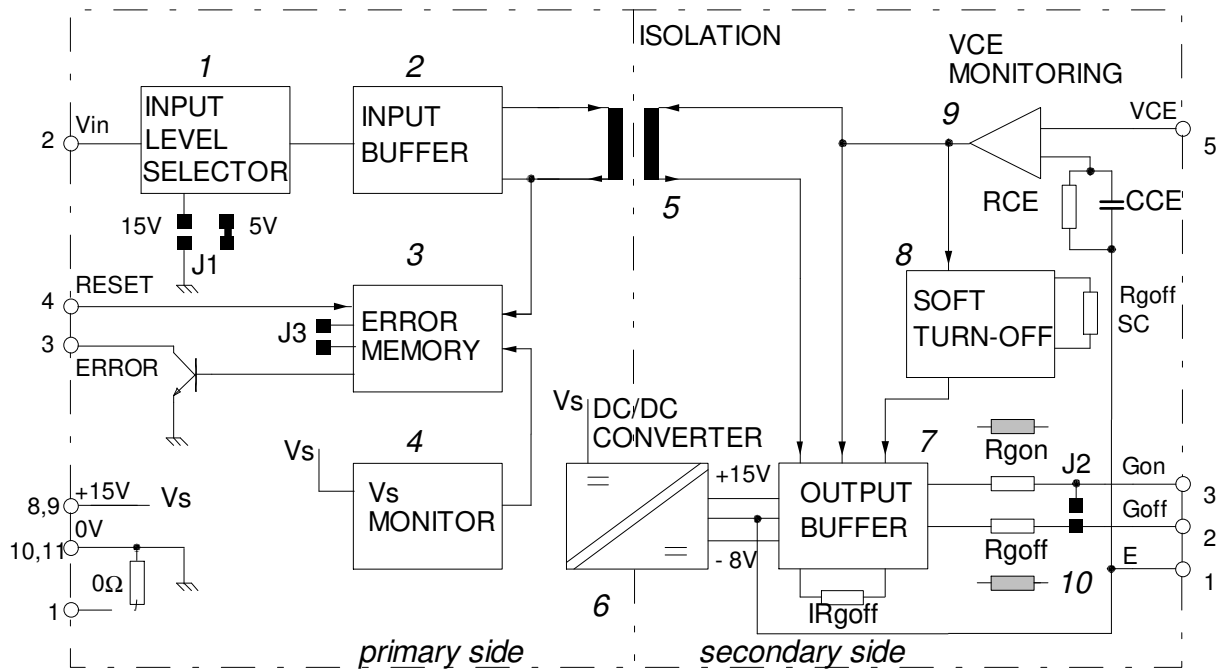 ISOLATION
VCE
MONITORING
1
2
INPUT
LEVEL
SELECTOR
INPUT
BUFFER
2
Vin
9
VCE
5
5
RCE
CCE
15V
5V
J1
3
8
4
RESET
ERROR
MEMORY
J3
3
ERROR
SOFT
TURN-OFF
Rgoff
SC
Vs
DC/DC
CONVERTER
4
7
Rgon
J2
Gon
3
Vs
Vs
MONITOR
+15V
- 8V
OUTPUT
BUFFER
Goff
2
Rgoff
8,9
+15V
Vs
0V
10,11
0Ω
1
E
1
6
IRgoff
10
primary side
secondary side